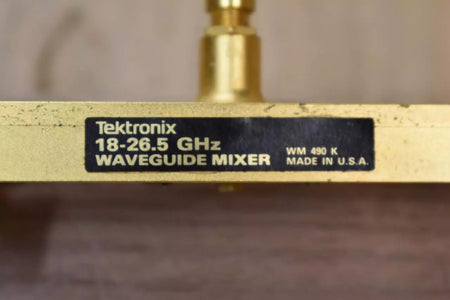 Tektronix
18-26.5 GHz
WAVEGUIDE MIXER
WM 490 K
MADE IN U.S.A.